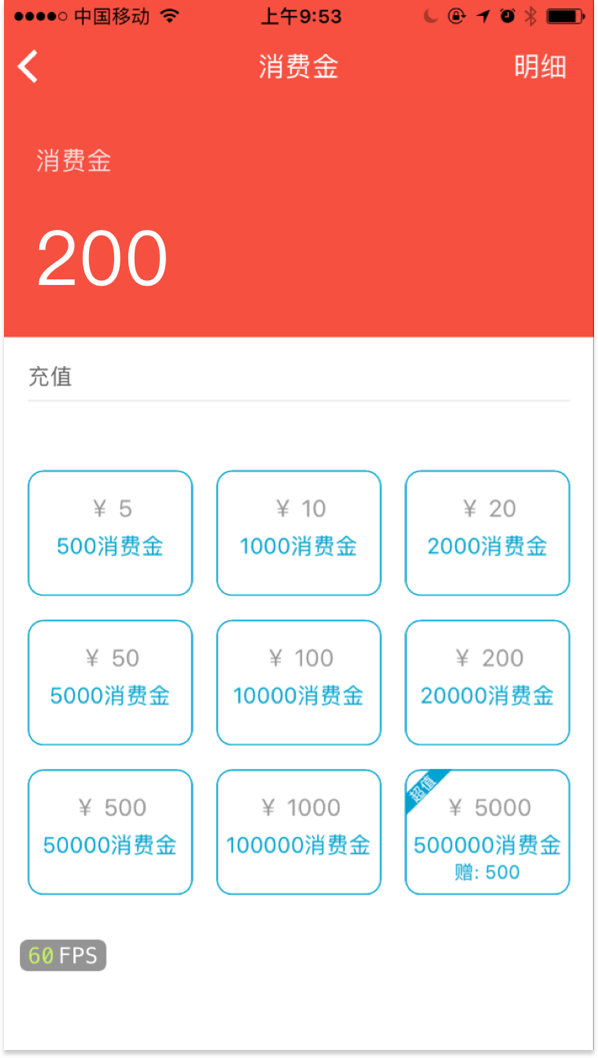 中国移动 上午9:53
消费金 明细
消费金
200
充值
¥ 5 ¥ 10 ¥ 20
500消费金 1000消费金 2000消费金
¥ 50 ¥ 100 ¥ 200
5000消费金 10000消费金 20000消费金
超值 ¥ 500 ¥ 1000 ¥ 5000
50000消费金 100000消费金 500000消费金
赠: 500
60 FPS